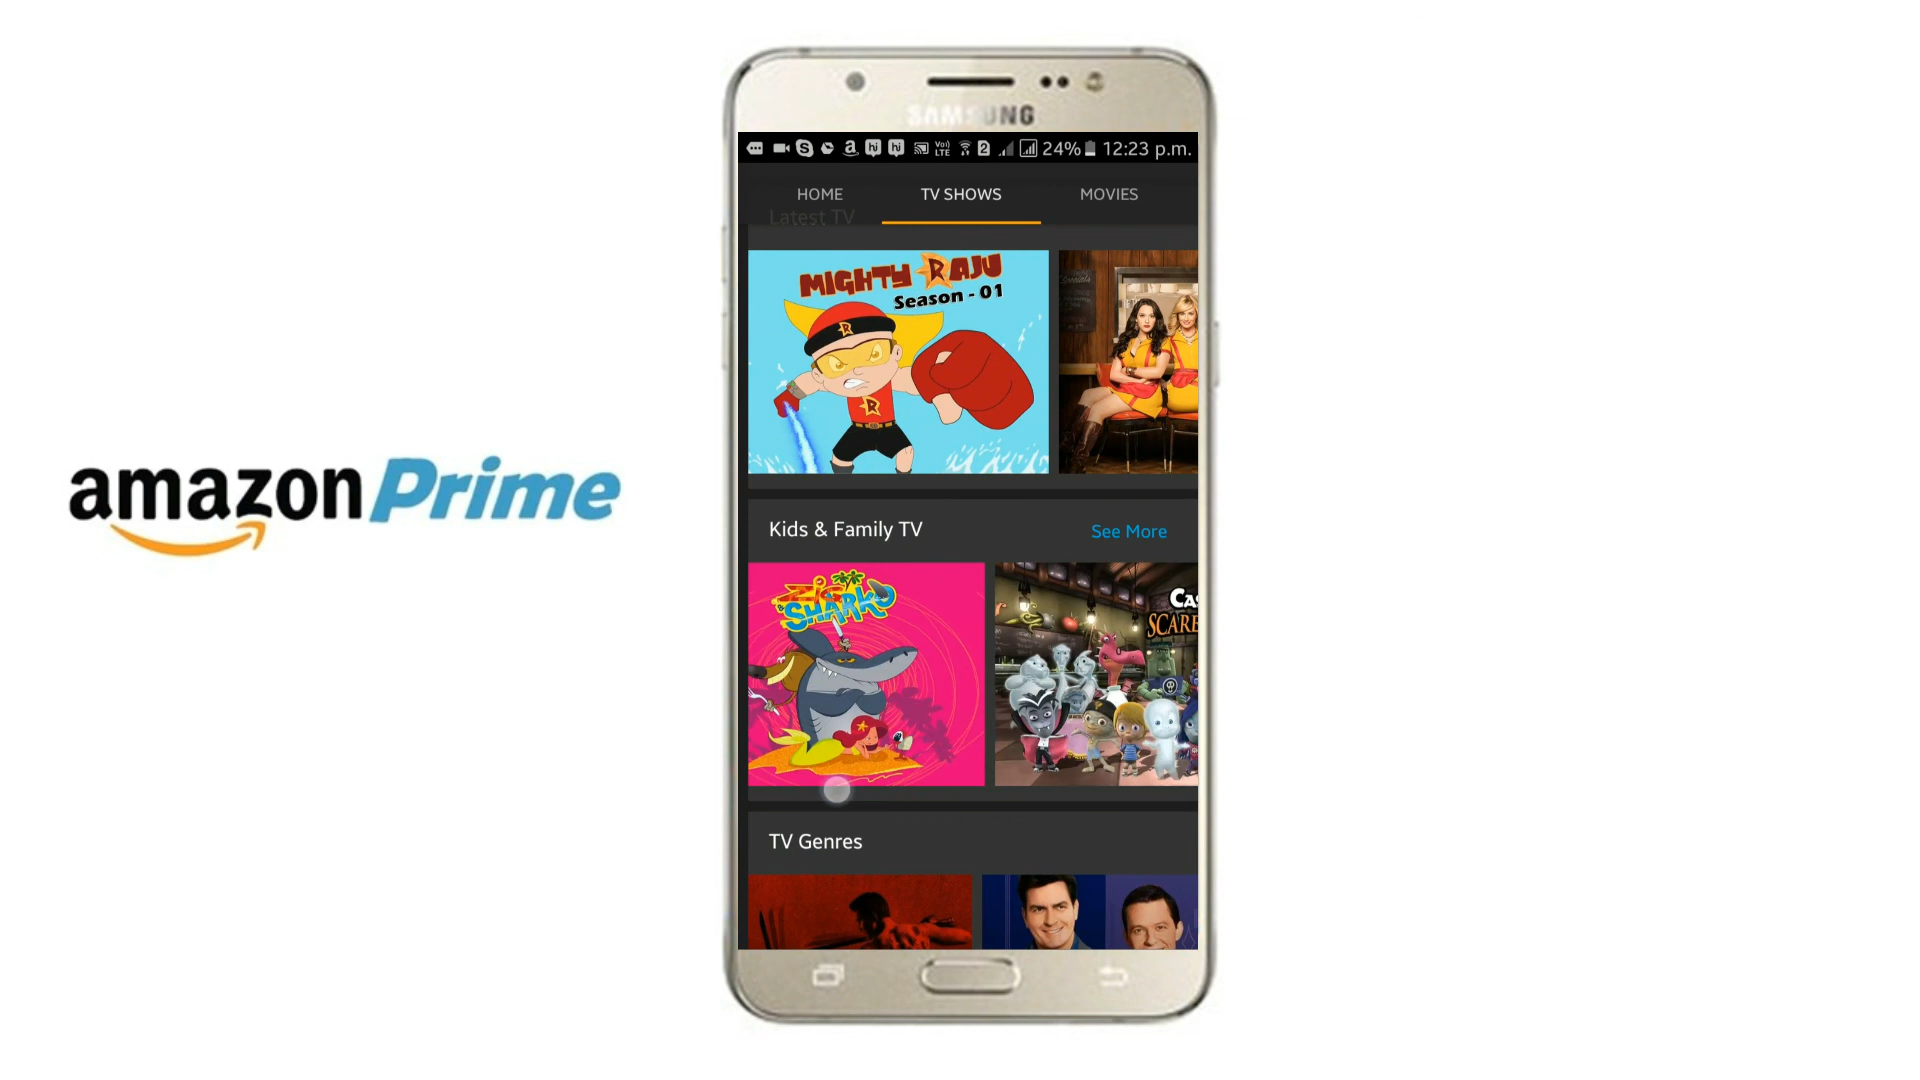 SAMSUNG
24% 12:23 p.m.
HOME TV SHOWS MOVIES
Latest TV
MIGHTY RAJU
Season - 01
R
R
amazon Prime
Kids & Family TV See More
ZIG
& SHARKO
TV Genres